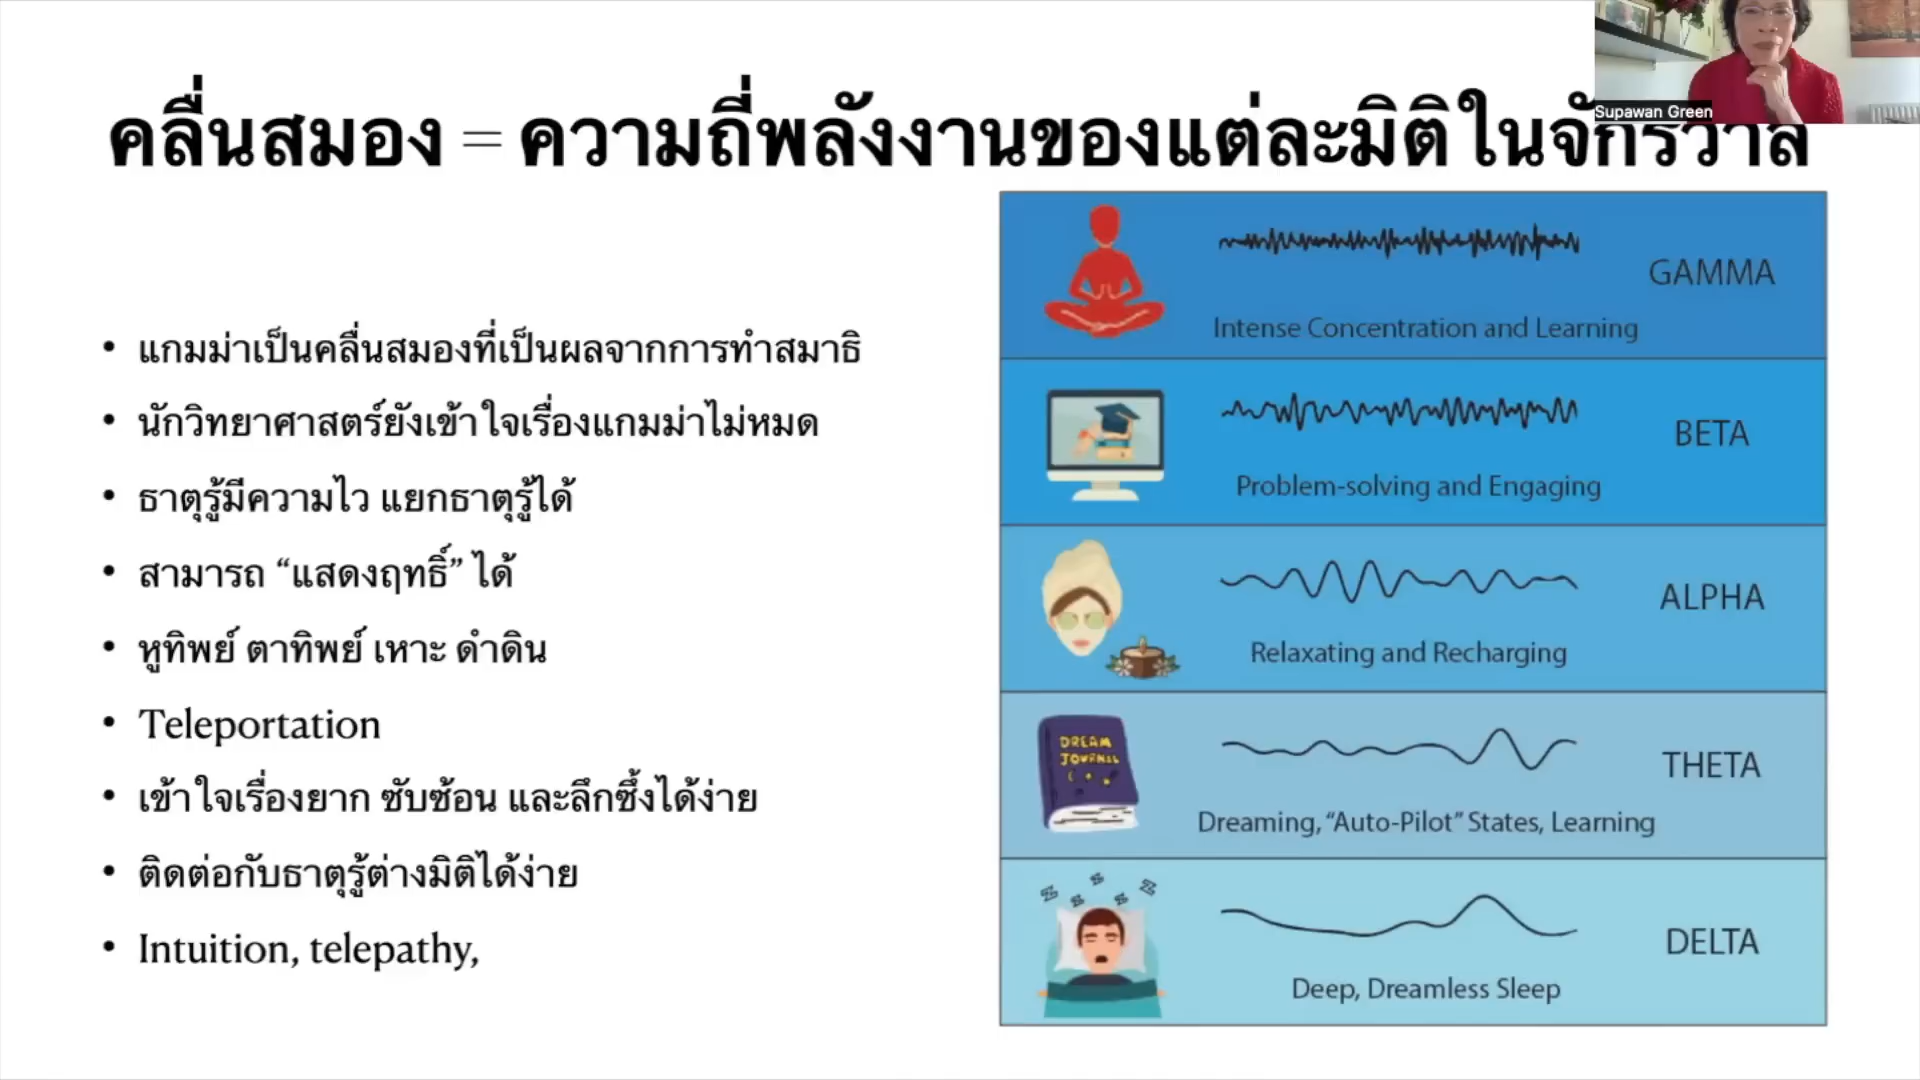 Supawan Green
คลื่นสมอง = ความถี่พลังงานของแต่ละมิติในจักรวาล
• แกมม่าเป็นคลื่นสมองที่เป็นผลจากการทำสมาธิ
• นักวิทยาศาสตร์ยังเข้าใจเรื่องแกมม่าไม่หมด
• ธาตุรู้มีความไว แยกธาตุรู้ได้
• สามารถ “แสดงฤทธิ์” ได้
• หูทิพย์ ตาทิพย์ เหาะ ดำดิน
• Teleportation
• เข้าใจเรื่องยาก ซับซ้อน และลึกซึ้งได้ง่าย
• ติดต่อกับธาตุรู้ต่างมิติได้ง่าย
• Intuition, telepathy,
GAMMA
Intense Concentration and Learning
BETA
Problem-solving and Engaging
ALPHA
Relaxating and Recharging
DREAM
JOURNAL
THETA
Dreaming, “Auto-Pilot” States, Learning
Z Z Z Z Z
DELTA
Deep, Dreamless Sleep